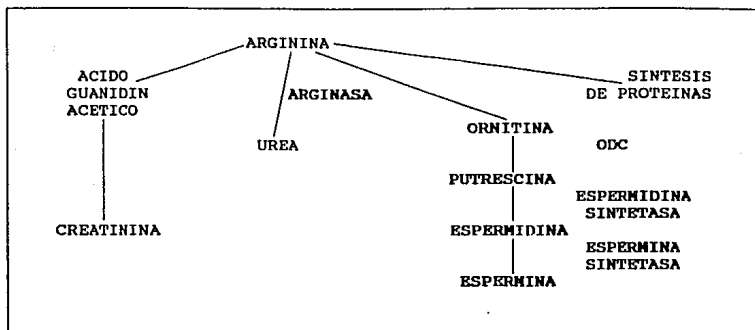 ARGININA
ACIDO
GUANIDIN
ACETICO
SINTESIS
DE PROTEINAS
ARGINASA
ORNITINA
UREA
ODC
PUTRESCINA
ESPERMIDINA
SINTETASA
CREATININA
ESPERMIDINA
ESPERMINA
SINTETASA
ESPERMINA